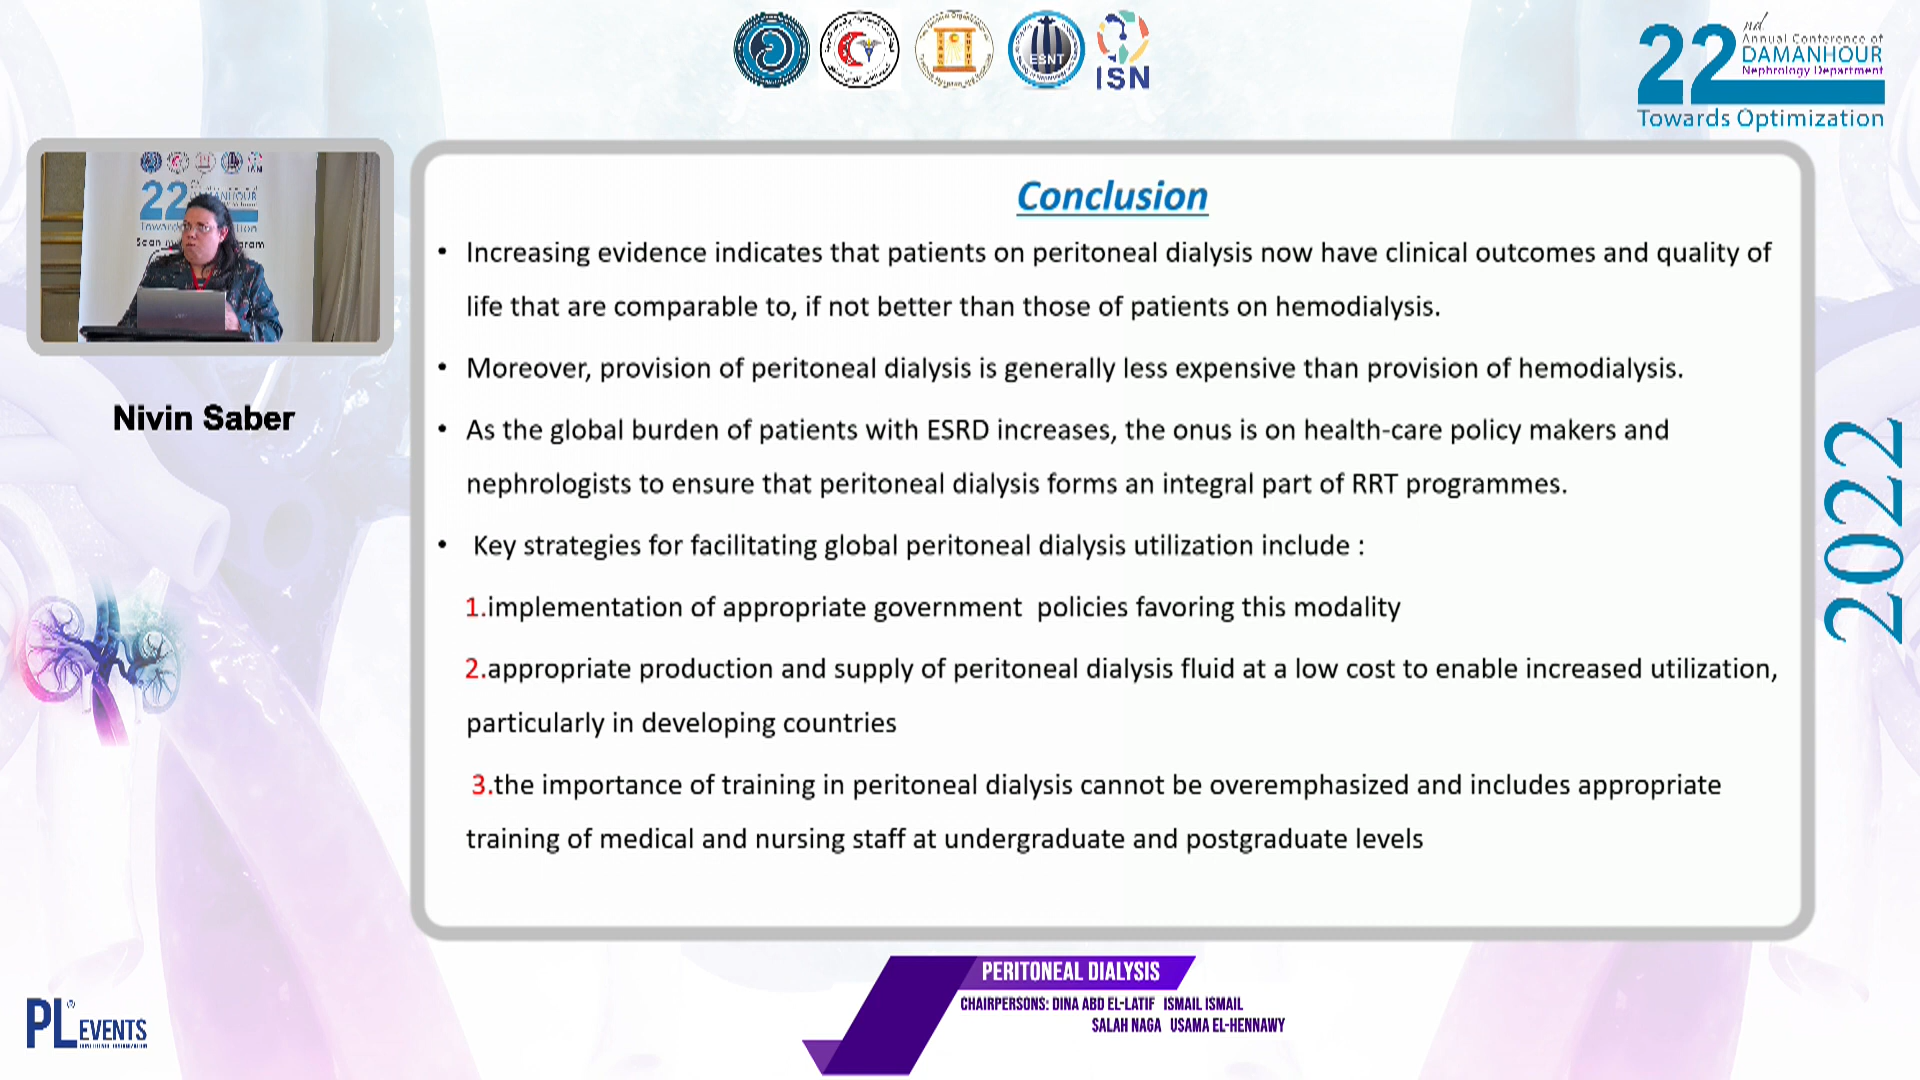 ESNT
ISN
22
nd
Annual Conference of
DAMANHOUR
Nephrology Department
Towards Optimization
22
Nivin Saber
Conclusion
• Increasing evidence indicates that patients on peritoneal dialysis now have clinical outcomes and quality of
life that are comparable to, if not better than those of patients on hemodialysis.
• Moreover, provision of peritoneal dialysis is generally less expensive than provision of hemodialysis.
• As the global burden of patients with ESRD increases, the onus is on health-care policy makers and
nephrologists to ensure that peritoneal dialysis forms an integral part of RRT programmes.
• Key strategies for facilitating global peritoneal dialysis utilization include :
1.implementation of appropriate government policies favoring this modality
2.appropriate production and supply of peritoneal dialysis fluid at a low cost to enable increased utilization,
particularly in developing countries
3.the importance of training in peritoneal dialysis cannot be overemphasized and includes appropriate
training of medical and nursing staff at undergraduate and postgraduate levels
2022
PERITONEAL DIALYSIS
CHAIRPERSONS: DINA ABD EL-LATIF ISMAIL ISMAIL
SALAH NAGA USAMA EL-HENNAWY
PL®
EVENTS